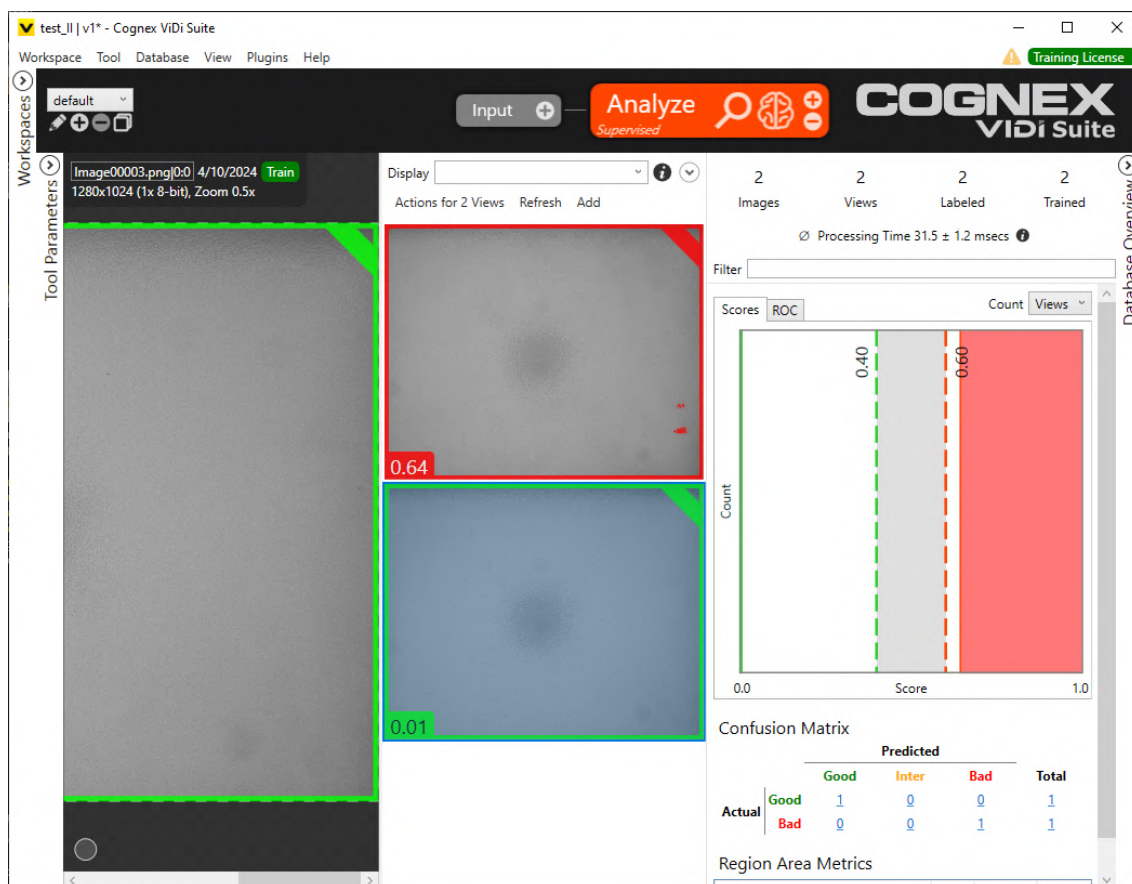 test_II | v1* - Cognex ViDi Suite
Workspace Tool Database View Plugins Help
Training License
Workspaces
default
Input
Analyze
Supervised
COGNEX
ViDi Suite
Tool Parameters
Image00003.png|0:0 4/10/2024 Train
1280x1024 (1x 8-bit), Zoom 0.5x
Display
Actions for 2 Views Refresh Add
0.64
0.01
2 2 2 2
Images Views Labeled Trained
Ø Processing Time 31.5 ± 1.2 msecs
Filter
Database Overview
Scores ROC Count Views
0.40 0.60
Count
0.0 Score 1.0
Confusion Matrix
Predicted
Good Inter Bad Total
Actual Good 1 0 0 1
Bad 0 0 1 1
Region Area Metrics